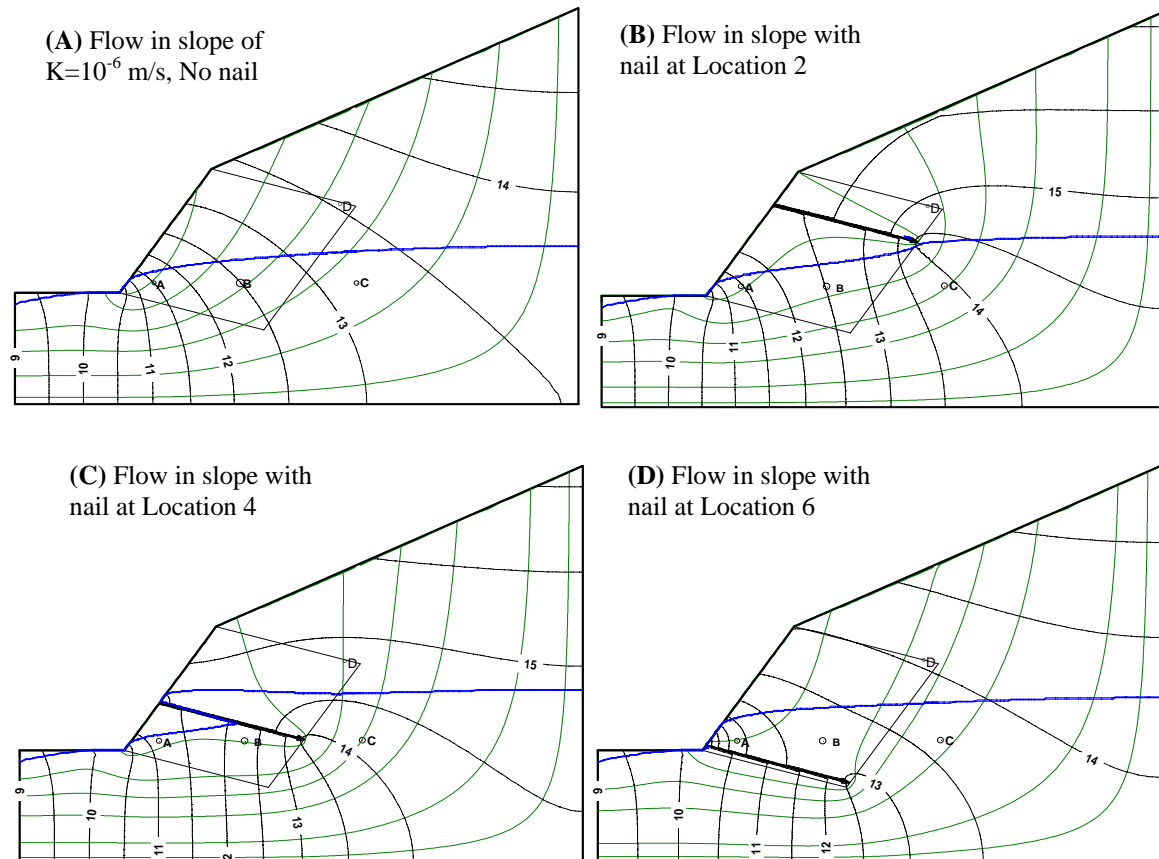 (A) Flow in slope of
K=10⁻⁶ m/s, No nail
14
D
A
B
C
13
9
10
11
12
(B) Flow in slope with
nail at Location 2
15
D
A
B
C
14
9
10
11
12
13
(C) Flow in slope with
nail at Location 4
15
D
A
B
C
14
9
10
11
2
13
(D) Flow in slope with
nail at Location 6
D
A
B
C
14
13
9
10
11
12